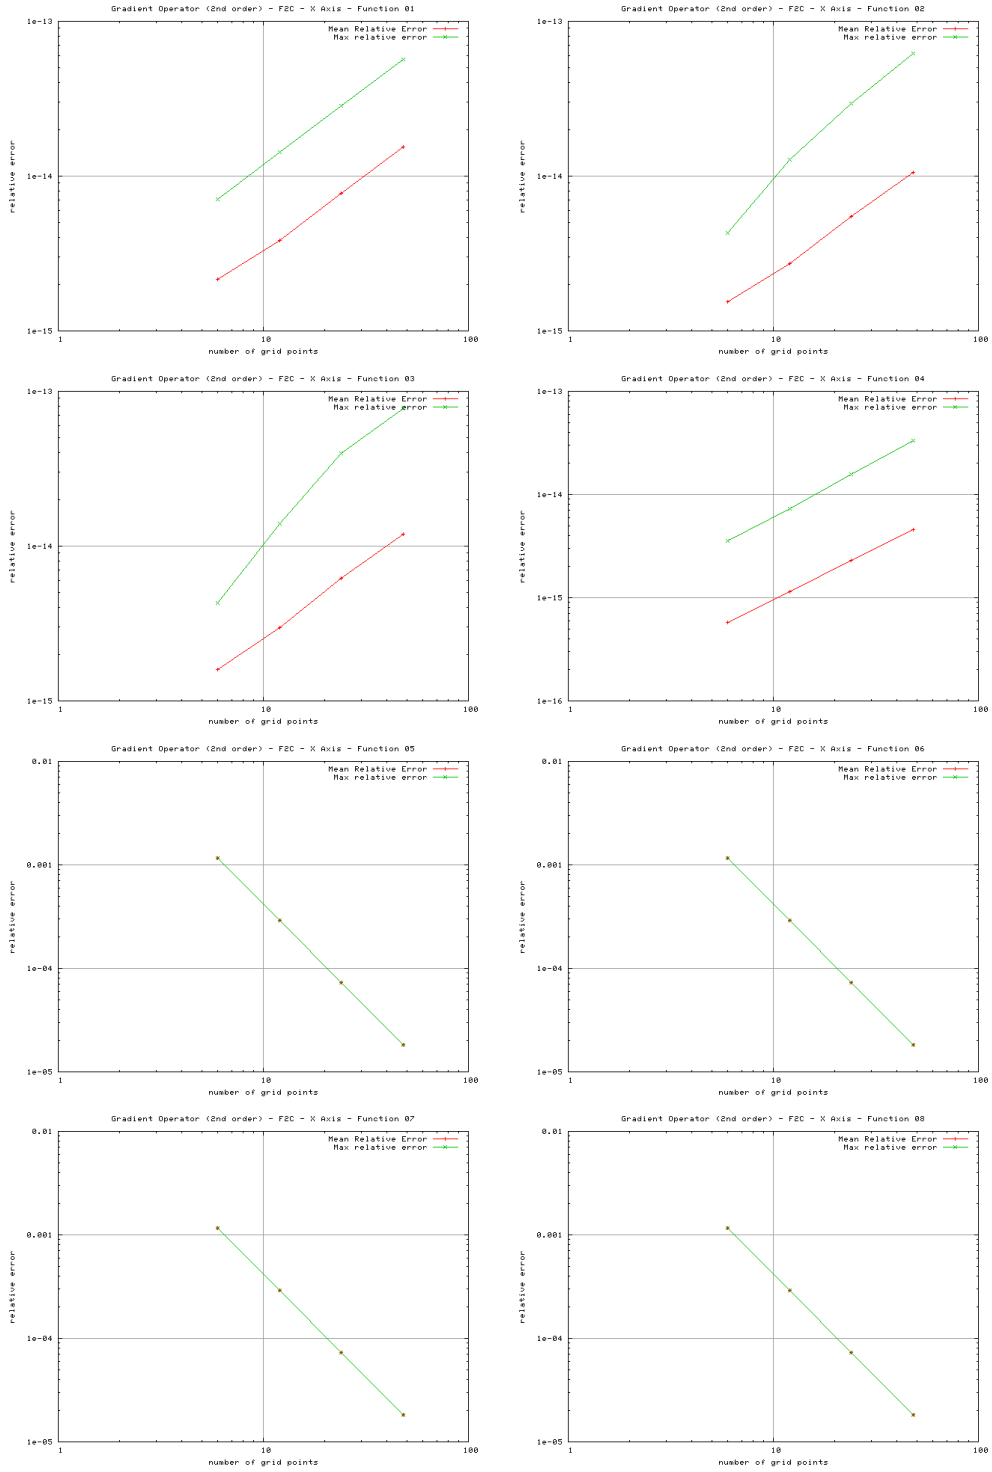 Gradient Operator (2nd order) - F2C - X Axis - Function 01
1e-13
Mean Relative Error
Max relative error
relative error
1e-14
1e-15
1
10
100
number of grid points
Gradient Operator (2nd order) - F2C - X Axis - Function 02
1e-13
Mean Relative Error
Max relative error
relative error
1e-14
1e-15
1
10
100
number of grid points
Gradient Operator (2nd order) - F2C - X Axis - Function 03
1e-13
Mean Relative Error
Max relative error
relative error
1e-14
1e-15
1
10
100
number of grid points
Gradient Operator (2nd order) - F2C - X Axis - Function 04
1e-13
Mean Relative Error
Max relative error
1e-14
relative error
1e-15
1e-16
1
10
100
number of grid points
Gradient Operator (2nd order) - F2C - X Axis - Function 05
0.01
Mean Relative Error
Max relative error
0.001
relative error
1e-04
1e-05
1
10
100
number of grid points
Gradient Operator (2nd order) - F2C - X Axis - Function 06
0.01
Mean Relative Error
Max relative error
0.001
relative error
1e-04
1e-05
1
10
100
number of grid points
Gradient Operator (2nd order) - F2C - X Axis - Function 07
0.01
Mean Relative Error
Max relative error
0.001
relative error
1e-04
1e-05
1
10
100
number of grid points
Gradient Operator (2nd order) - F2C - X Axis - Function 08
0.01
Mean Relative Error
Max relative error
0.001
relative error
1e-04
1e-05
1
10
100
number of grid points